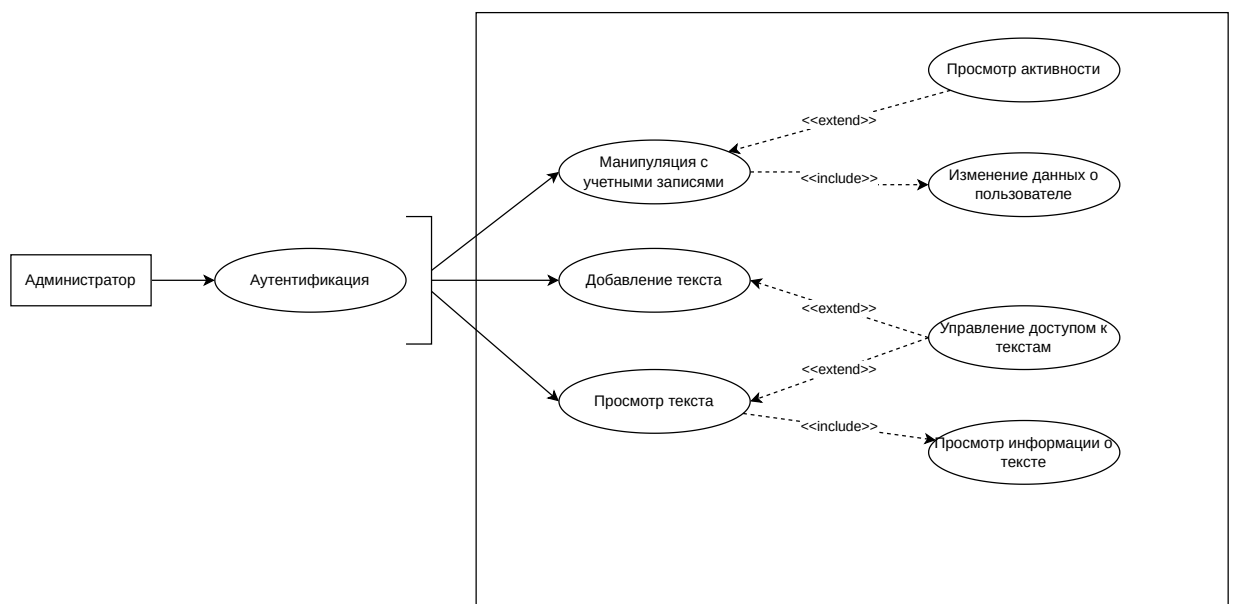 Просмотр активности
<<extend>>
Манипуляция с
учетными записями
<<include>>
Изменение данных о
пользователе
Администратор
Аутентификация
Добавление текста
<<extend>>
Управление доступом к
текстам
<<extend>>
Просмотр текста
<<include>>
Просмотр информации о
тексте